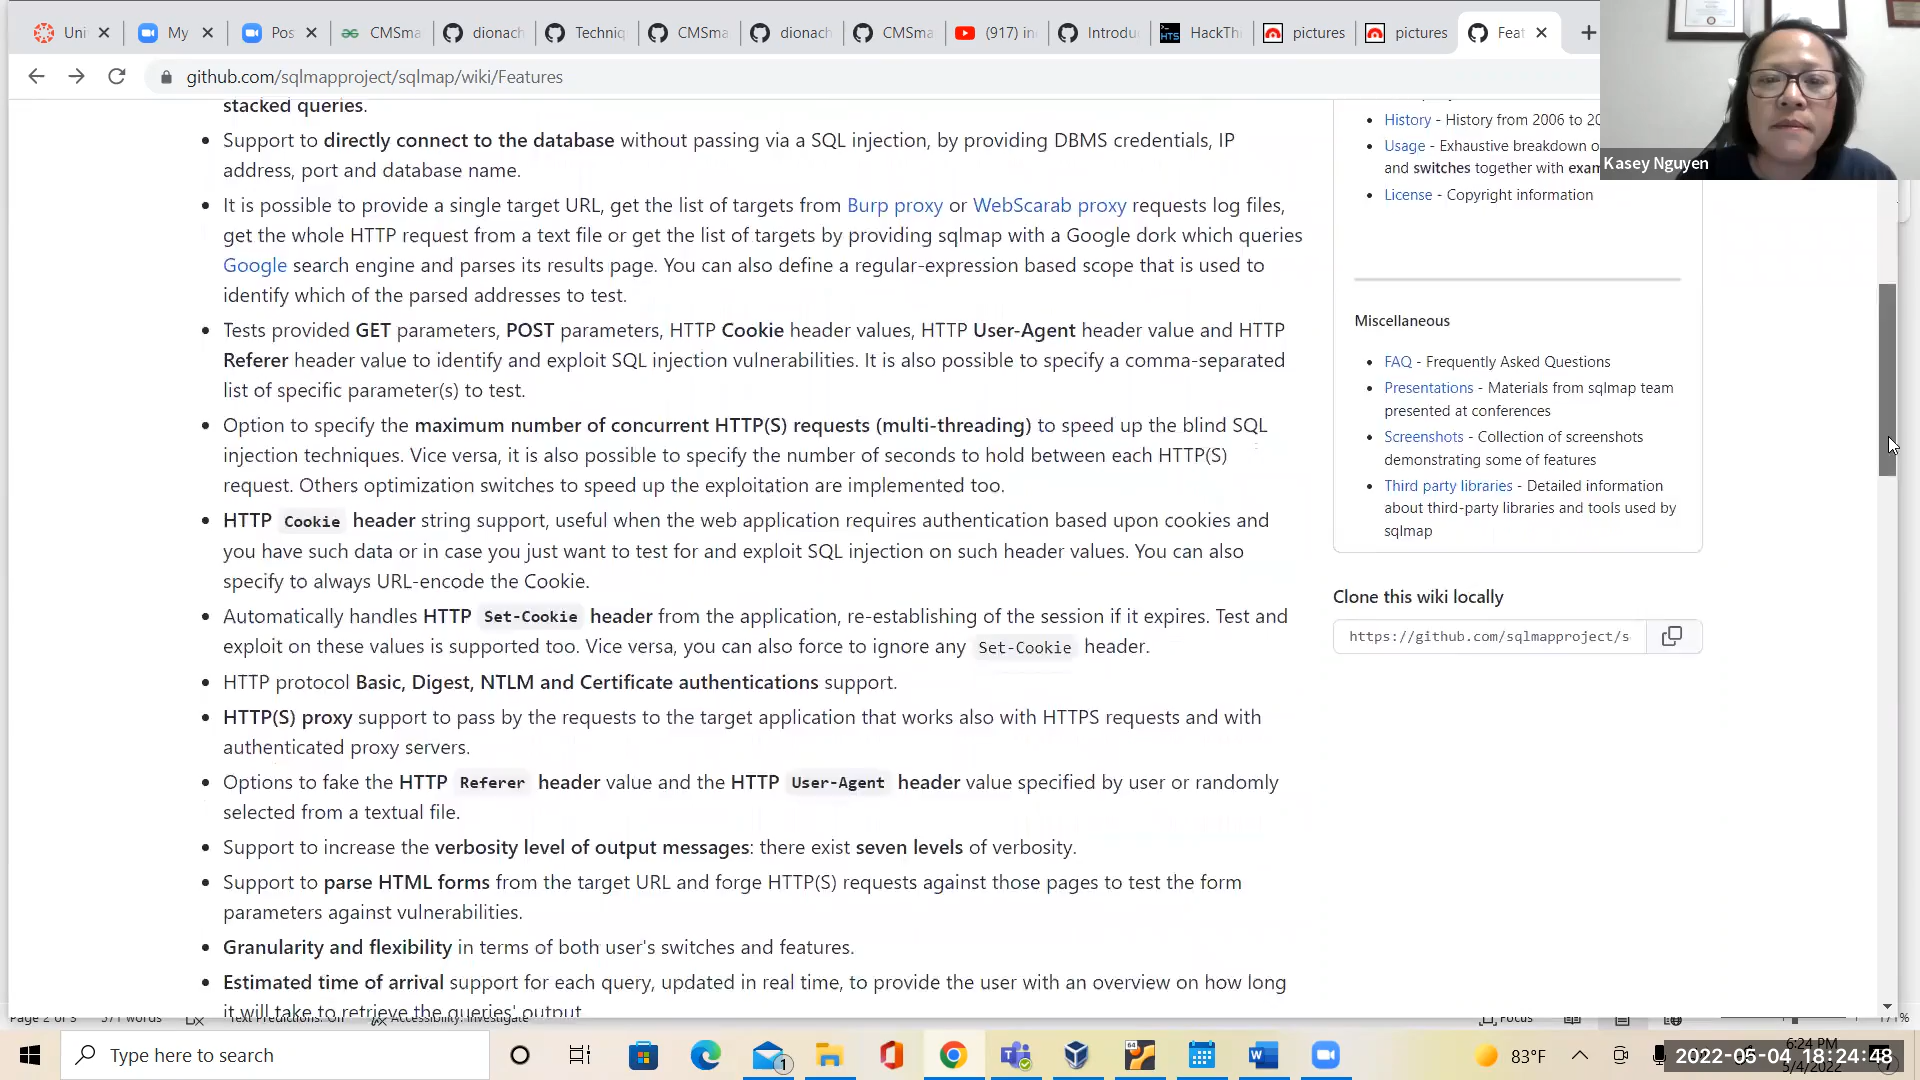 Uni
My
Pos
CMSma
dionach
Techniq
CMSma
dionach
CMSma
(917) in
Introdu
HackThi
pictures
pictures
Feat
github.com/sqlmapproject/sqlmap/wiki/Features
Kasey Nguyen
stacked queries.
Support to directly connect to the database without passing via a SQL injection, by providing DBMS credentials, IP
address, port and database name.
It is possible to provide a single target URL, get the list of targets from Burp proxy or WebScarab proxy requests log files,
get the whole HTTP request from a text file or get the list of targets by providing sqlmap with a Google dork which queries
Google search engine and parses its results page. You can also define a regular-expression based scope that is used to
identify which of the parsed addresses to test.
Tests provided GET parameters, POST parameters, HTTP Cookie header values, HTTP User-Agent header value and HTTP
Referer header value to identify and exploit SQL injection vulnerabilities. It is also possible to specify a comma-separated
list of specific parameter(s) to test.
Option to specify the maximum number of concurrent HTTP(S) requests (multi-threading) to speed up the blind SQL
injection techniques. Vice versa, it is also possible to specify the number of seconds to hold between each HTTP(S)
request. Others optimization switches to speed up the exploitation are implemented too.
HTTP Cookie header string support, useful when the web application requires authentication based upon cookies and
you have such data or in case you just want to test for and exploit SQL injection on such header values. You can also
specify to always URL-encode the Cookie.
Automatically handles HTTP Set-Cookie header from the application, re-establishing of the session if it expires. Test and
exploit on these values is supported too. Vice versa, you can also force to ignore any Set-Cookie header.
HTTP protocol Basic, Digest, NTLM and Certificate authentications support.
HTTP(S) proxy support to pass by the requests to the target application that works also with HTTPS requests and with
authenticated proxy servers.
Options to fake the HTTP Referer header value and the HTTP User-Agent header value specified by user or randomly
selected from a textual file.
Support to increase the verbosity level of output messages: there exist seven levels of verbosity.
Support to parse HTML forms from the target URL and forge HTTP(S) requests against those pages to test the form
parameters against vulnerabilities.
Granularity and flexibility in terms of both user's switches and features.
Estimated time of arrival support for each query, updated in real time, to provide the user with an overview on how long
it will take to retrieve the queries' output
History - History from 2006 to 20
Usage - Exhaustive breakdown o
and switches together with exam
License - Copyright information
Miscellaneous
FAQ - Frequently Asked Questions
Presentations - Materials from sqlmap team
presented at conferences
Screenshots - Collection of screenshots
demonstrating some of features
Third party libraries - Detailed information
about third-party libraries and tools used by
sqlmap
Clone this wiki locally
https://github.com/sqlmapproject/s
Page 2 of 3 571 words Text Predictions: Off Accessibility: Investigate
Focus 171%
Type here to search
1
64
83°F
6:24 PM
5/4/2022
2022-05-04 18:24:48